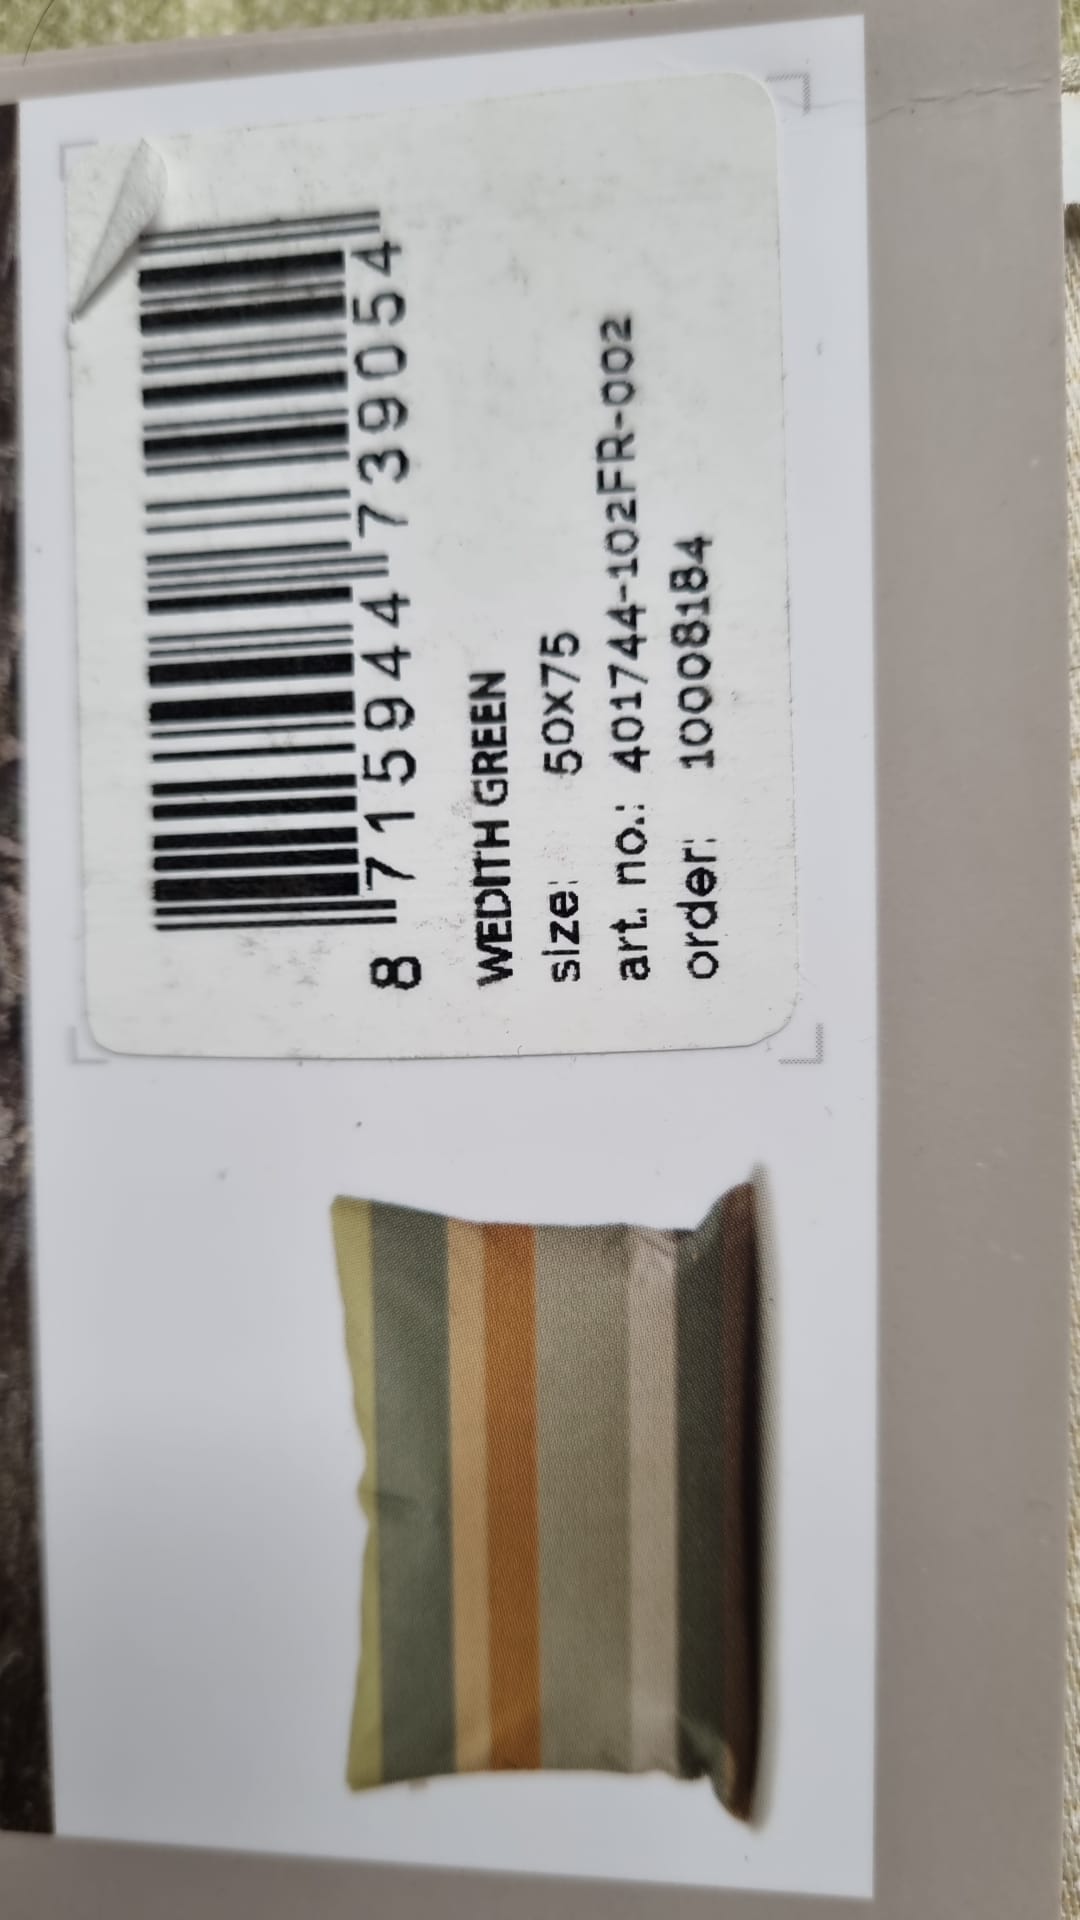 8 715944 739054
WEDITH GREEN
size: 50x75
art. no.: 401744-102FR-002
order: 10008184